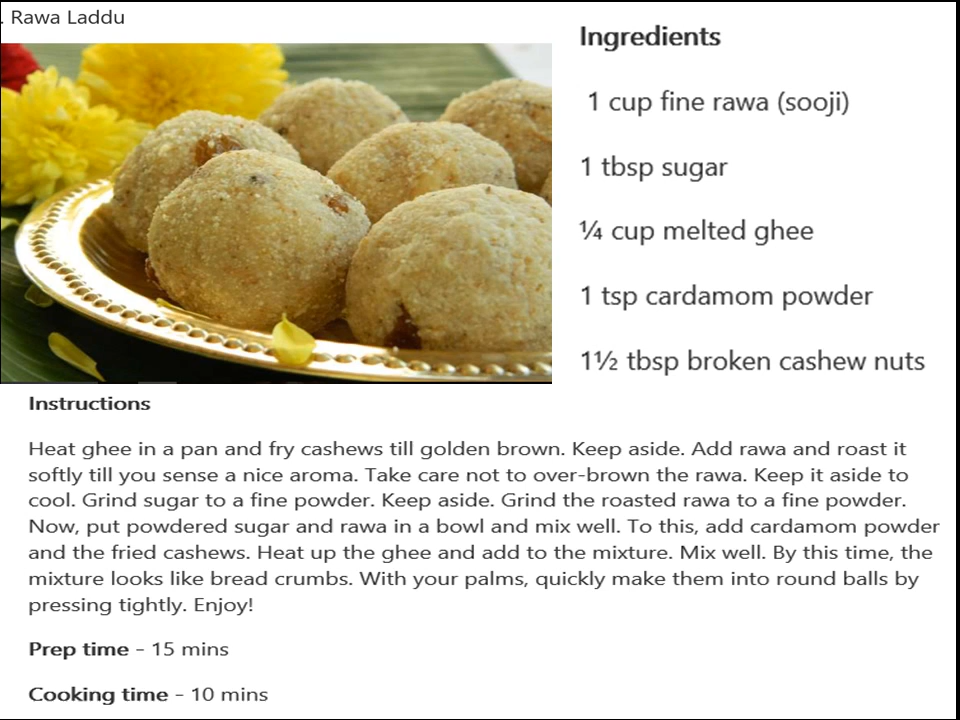 . Rawa Laddu
Ingredients
1 cup fine rawa (sooji)
1 tbsp sugar
¼ cup melted ghee
1 tsp cardamom powder
1½ tbsp broken cashew nuts
Instructions
Heat ghee in a pan and fry cashews till golden brown. Keep aside. Add rawa and roast it
softly till you sense a nice aroma. Take care not to over-brown the rawa. Keep it aside to
cool. Grind sugar to a fine powder. Keep aside. Grind the roasted rawa to a fine powder.
Now, put powdered sugar and rawa in a bowl and mix well. To this, add cardamom powder
and the fried cashews. Heat up the ghee and add to the mixture. Mix well. By this time, the
mixture looks like bread crumbs. With your palms, quickly make them into round balls by
pressing tightly. Enjoy!
Prep time - 15 mins
Cooking time - 10 mins